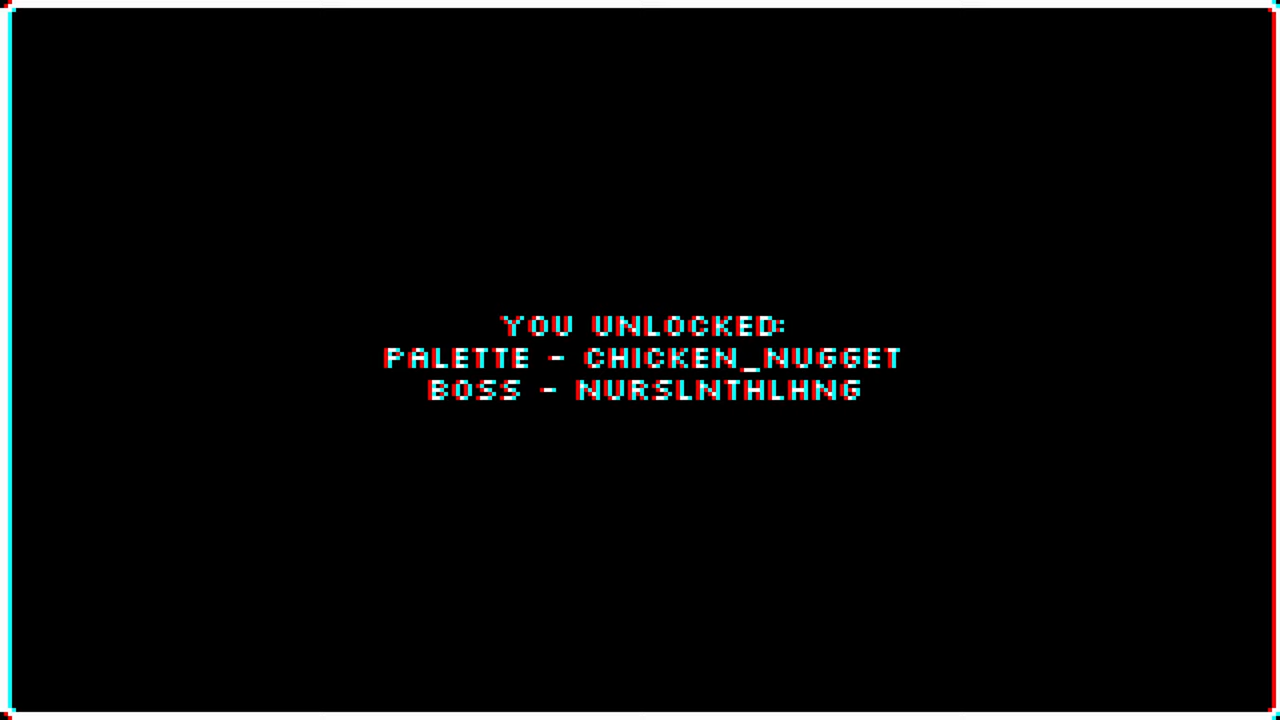 YOU UNLOCKED:
PALETTE - CHICKEN_NUGGET
BOSS - NURSLNTHLHNG